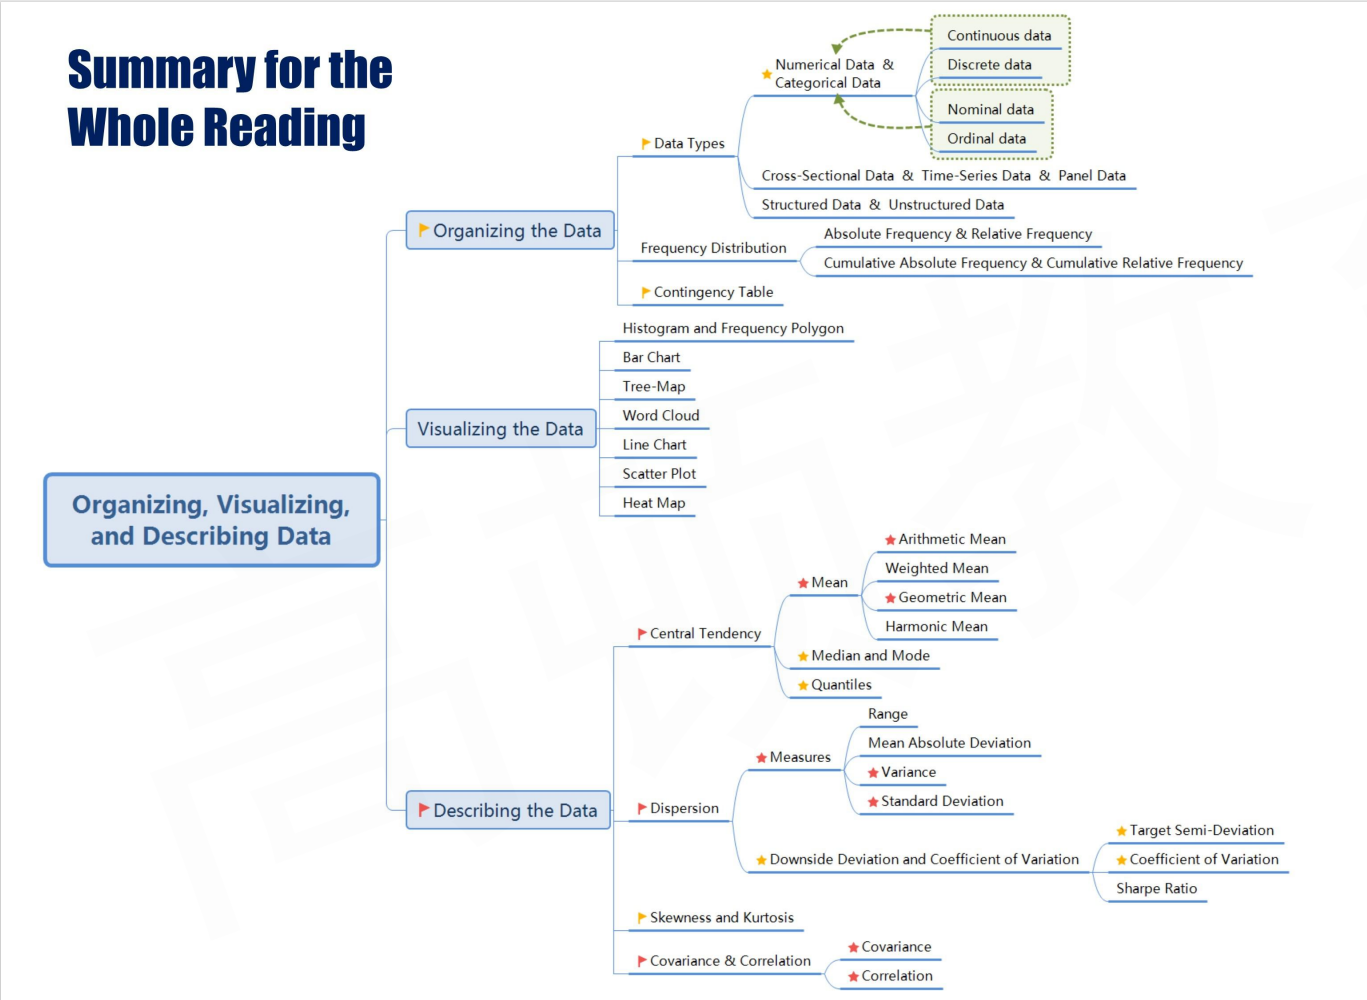 Summary for the
Whole Reading
Organizing, Visualizing,
and Describing Data
Organizing the Data
Data Types
Numerical Data & 
Categorical Data
Continuous data
Discrete data
Nominal data
Ordinal data
Cross-Sectional Data & Time-Series Data & Panel Data
Structured Data & Unstructured Data
Frequency Distribution
Absolute Frequency & Relative Frequency
Cumulative Absolute Frequency & Cumulative Relative Frequency
Contingency Table
Visualizing the Data
Histogram and Frequency Polygon
Bar Chart
Tree-Map
Word Cloud
Line Chart
Scatter Plot
Heat Map
Describing the Data
Central Tendency
Mean
Arithmetic Mean
Weighted Mean
Geometric Mean
Harmonic Mean
Median and Mode
Quantiles
Dispersion
Measures
Range
Mean Absolute Deviation
Variance
Standard Deviation
Downside Deviation and Coefficient of Variation
Target Semi-Deviation
Coefficient of Variation
Sharpe Ratio
Skewness and Kurtosis
Covariance & Correlation
Covariance
Correlation
高顿教